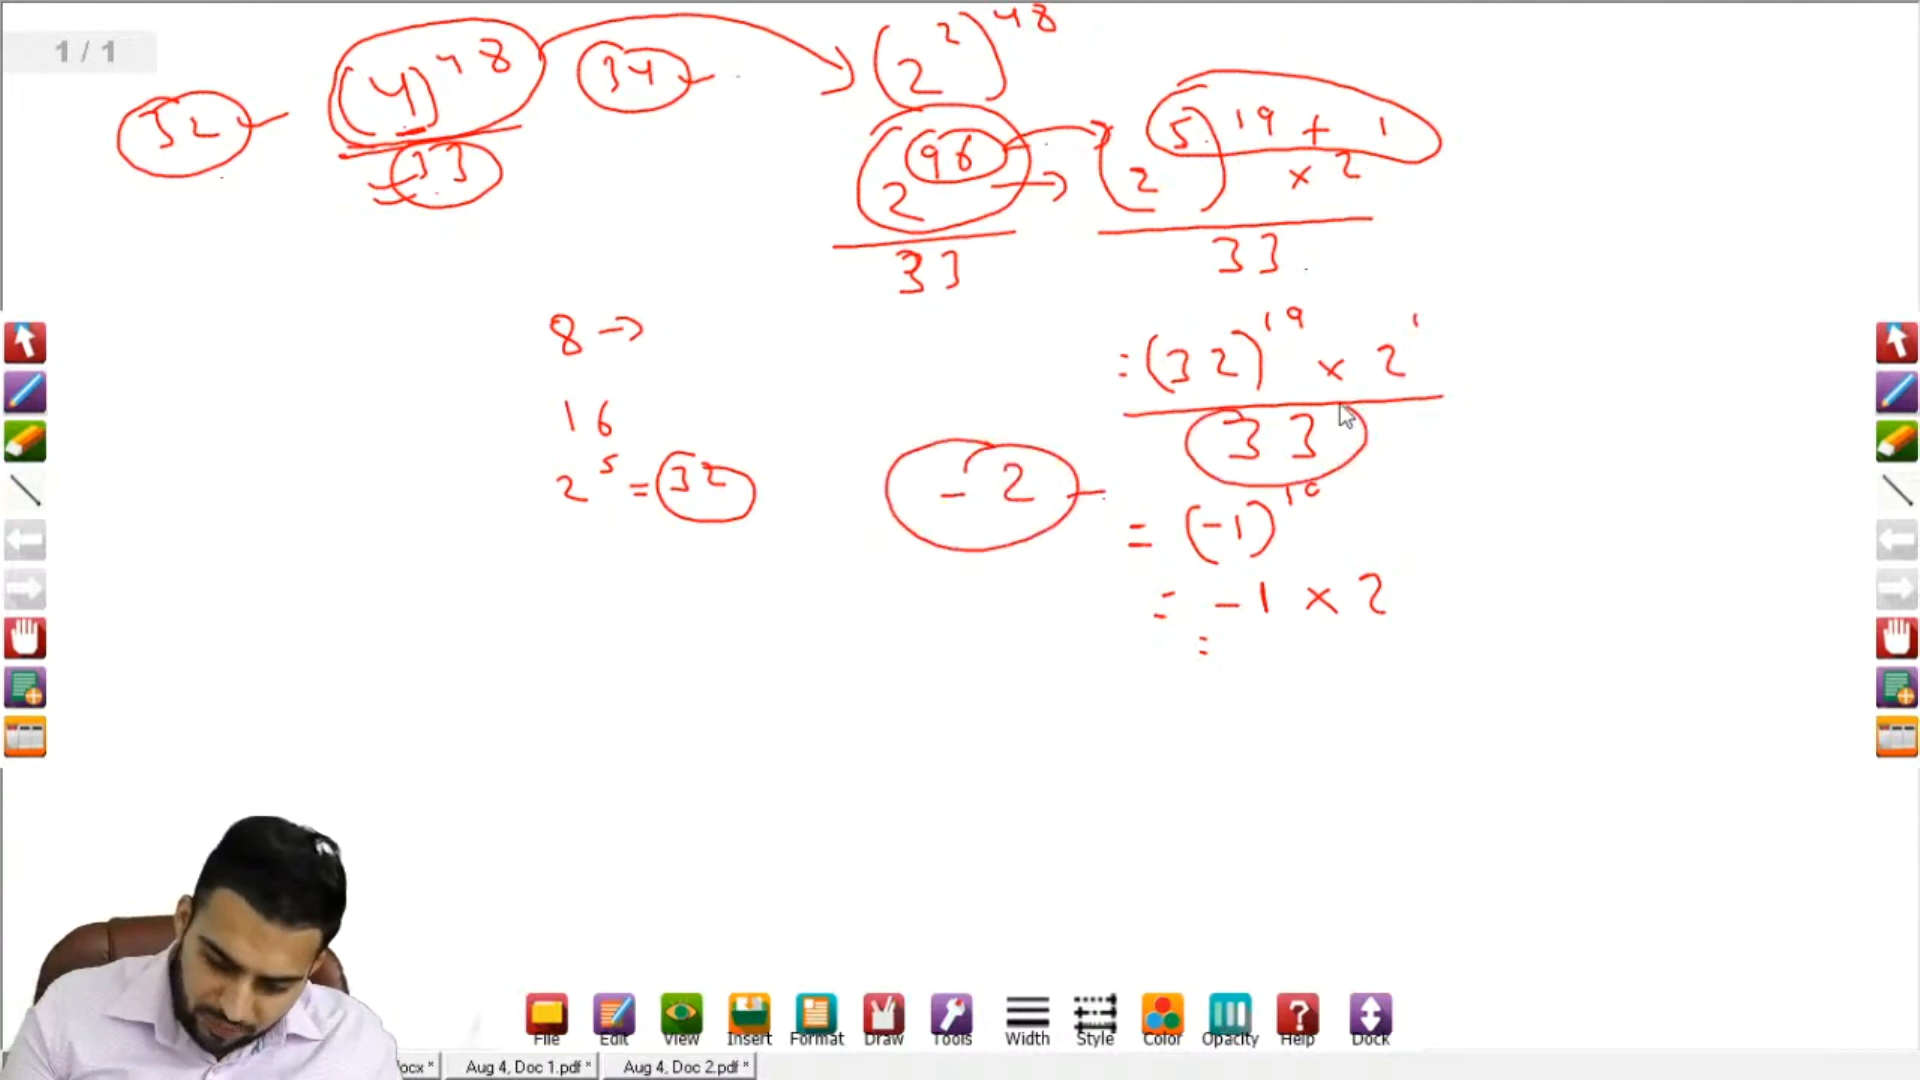 1 / 1
32 (4)^48 34 (2^2)^48
33 2^96 (2)^5)^19+1
×2
33 33
8 → = (32)^19 × 2^1
16 33
2^5 = 32 -2 = (-1)^19
= -1 × 2
=
File Edit View Insert Format Draw Tools Width Style Color Opacity Help Dock
ocx * Aug 4, Doc 1.pdf * Aug 4, Doc 2.pdf *